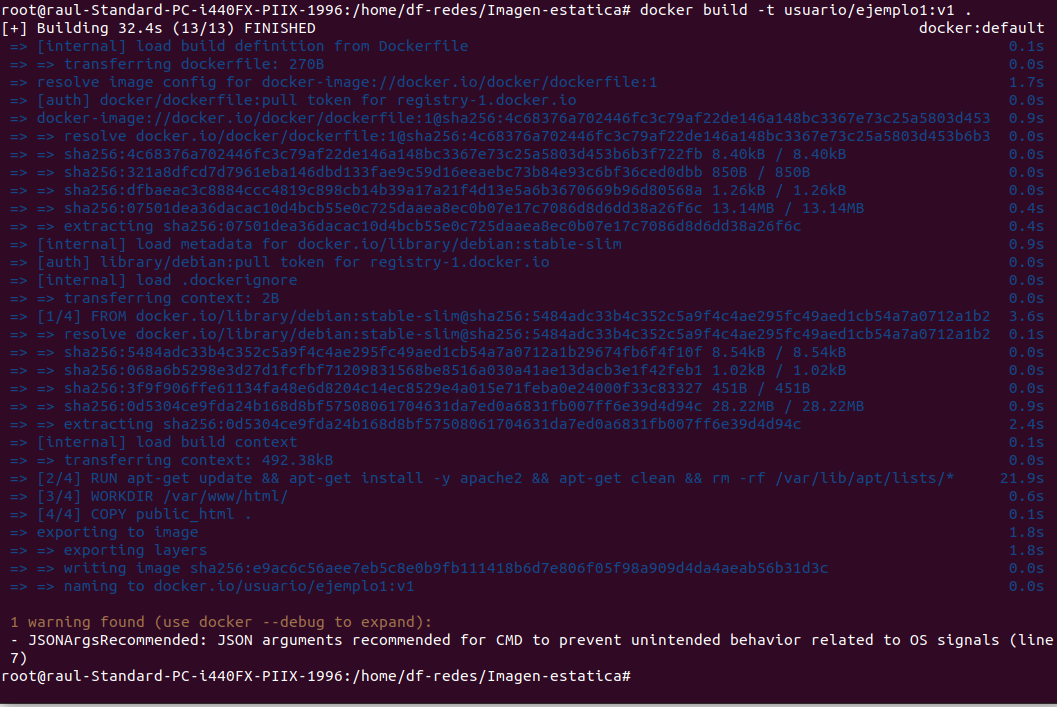 root@raul-Standard-PC-i440FX-PIIX-1996:/home/df-redes/Imagen-estatica# docker build -t usuario/ejemplo1:v1 .
[+] Building 32.4s (13/13) FINISHED docker:default
=> [internal] load build definition from Dockerfile 0.1s
=> => transferring dockerfile: 270B 0.0s
=> resolve image config for docker-image://docker.io/docker/dockerfile:1 1.7s
=> [auth] docker/dockerfile:pull token for registry-1.docker.io 0.0s
=> docker-image://docker.io/docker/dockerfile:1@sha256:4c68376a702446fc3c79af22de146a148bc3367e73c25a5803d453 0.9s
=> => resolve docker.io/docker/dockerfile:1@sha256:4c68376a702446fc3c79af22de146a148bc3367e73c25a5803d453b6b3 0.0s
=> => sha256:4c68376a702446fc3c79af22de146a148bc3367e73c25a5803d453b6b3f722fb 8.40kB / 8.40kB 0.0s
=> => sha256:321a8dfcd7d7961eba146dbd133fae9c59d16eeaebc73b84e93c6bf36ced0dbb 850B / 850B 0.0s
=> => sha256:dfbaeac3c8884ccc4819c898cb14b39a17a21f4d13e5a6b3670669b96d80568a 1.26kB / 1.26kB 0.0s
=> => sha256:07501dea36dacac10d4bcb55e0c725daaea8ec0b07e17c7086d8d6dd38a26f6c 13.14MB / 13.14MB 0.4s
=> => extracting sha256:07501dea36dacac10d4bcb55e0c725daaea8ec0b07e17c7086d8d6dd38a26f6c 0.4s
=> [internal] load metadata for docker.io/library/debian:stable-slim 0.9s
=> [auth] library/debian:pull token for registry-1.docker.io 0.0s
=> [internal] load .dockerignore 0.0s
=> => transferring context: 2B 0.0s
=> [1/4] FROM docker.io/library/debian:stable-slim@sha256:5484adc33b4c352c5a9f4c4ae295fc49aed1cb54a7a0712a1b2 3.6s
=> => resolve docker.io/library/debian:stable-slim@sha256:5484adc33b4c352c5a9f4c4ae295fc49aed1cb54a7a0712a1b2 0.1s
=> => sha256:5484adc33b4c352c5a9f4c4ae295fc49aed1cb54a7a0712a1b29674fb6f4f10f 8.54kB / 8.54kB 0.0s
=> => sha256:068a6b5298e3d27d1fcfbf71209831568be8516a030a41ae13dacb3e1f42feb1 1.02kB / 1.02kB 0.0s
=> => sha256:3f9f906ffe61134fa48e6d8204c14ec8529e4a015e71feba0e24000f33c83327 451B / 451B 0.0s
=> => sha256:0d5304ce9fda24b168d8bf57508061704631da7ed0a6831fb007ff6e39d4d94c 28.22MB / 28.22MB 0.9s
=> => extracting sha256:0d5304ce9fda24b168d8bf57508061704631da7ed0a6831fb007ff6e39d4d94c 2.4s
=> [internal] load build context 0.1s
=> => transferring context: 492.38kB 0.0s
=> [2/4] RUN apt-get update && apt-get install -y apache2 && apt-get clean && rm -rf /var/lib/apt/lists/* 21.9s
=> [3/4] WORKDIR /var/www/html/ 0.6s
=> [4/4] COPY public_html . 0.1s
=> exporting to image 1.8s
=> => exporting layers 1.8s
=> => writing image sha256:e9ac6c56aee7eb5c8e0b9fb111418b6d7e806f05f98a909d4da4aeab56b31d3c 0.0s
=> => naming to docker.io/usuario/ejemplo1:v1 0.0s
1 warning found (use docker --debug to expand):
- JSONArgsRecommended: JSON arguments recommended for CMD to prevent unintended behavior related to OS signals (line
7)
root@raul-Standard-PC-i440FX-PIIX-1996:/home/df-redes/Imagen-estatica#